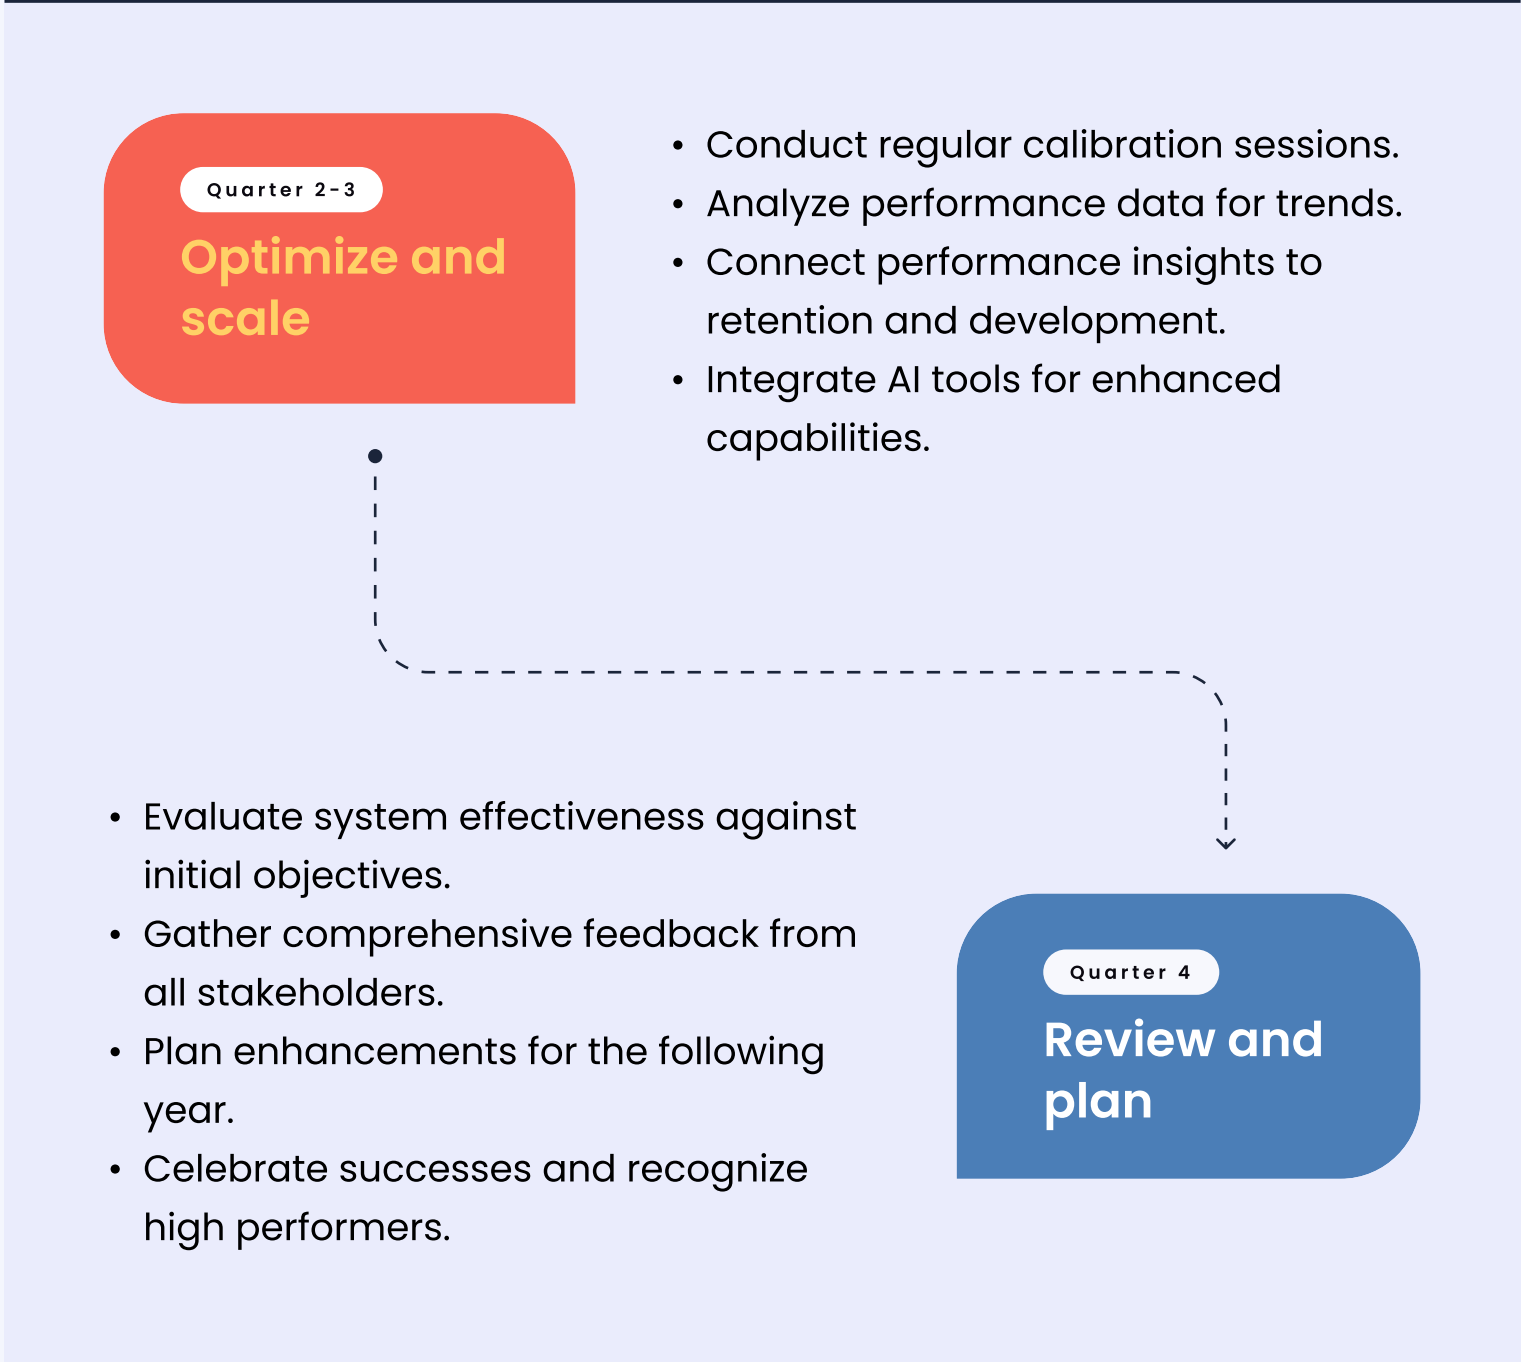 Quarter 2-3
Optimize and
scale
• Conduct regular calibration sessions.
• Analyze performance data for trends.
• Connect performance insights to
retention and development.
• Integrate AI tools for enhanced
capabilities.
• Evaluate system effectiveness against
initial objectives.
• Gather comprehensive feedback from
all stakeholders.
• Plan enhancements for the following
year.
• Celebrate successes and recognize
high performers.
Quarter 4
Review and
plan